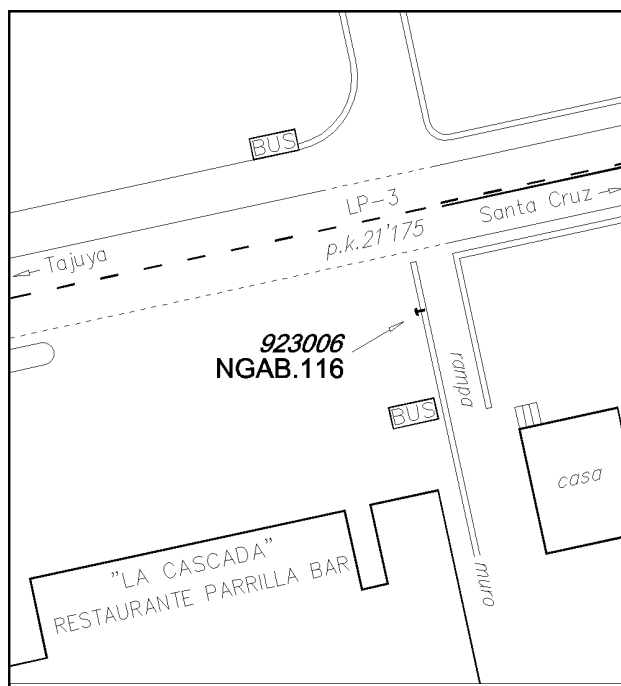 BUS
LP-3
Santa Cruz
p.k.21'175
Tajuya
923006
NGAB.116
rampa
BUS
casa
"LA CASCADA"
RESTAURANTE PARRILLA BAR
muro